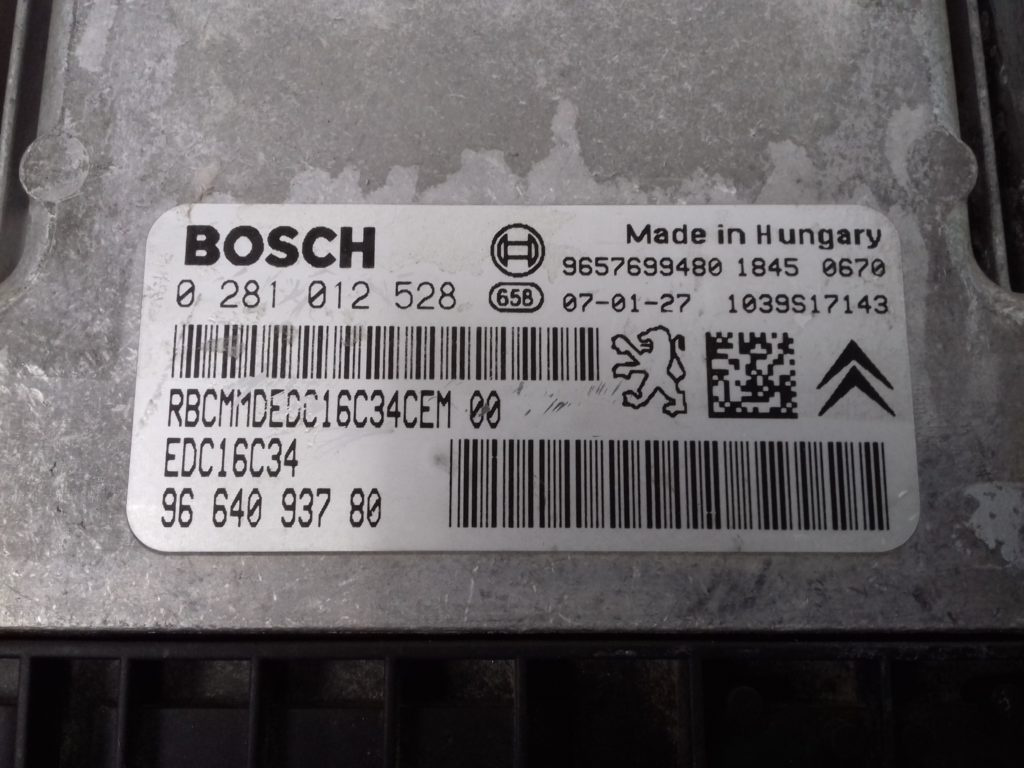 BOSCH
Made in Hungary
9657699480 1845 0670
0 281 012 528
658
07-01-27 1039S17143
RBCMMDEDC16C34CEM 00
EDC16C34
96 640 937 80